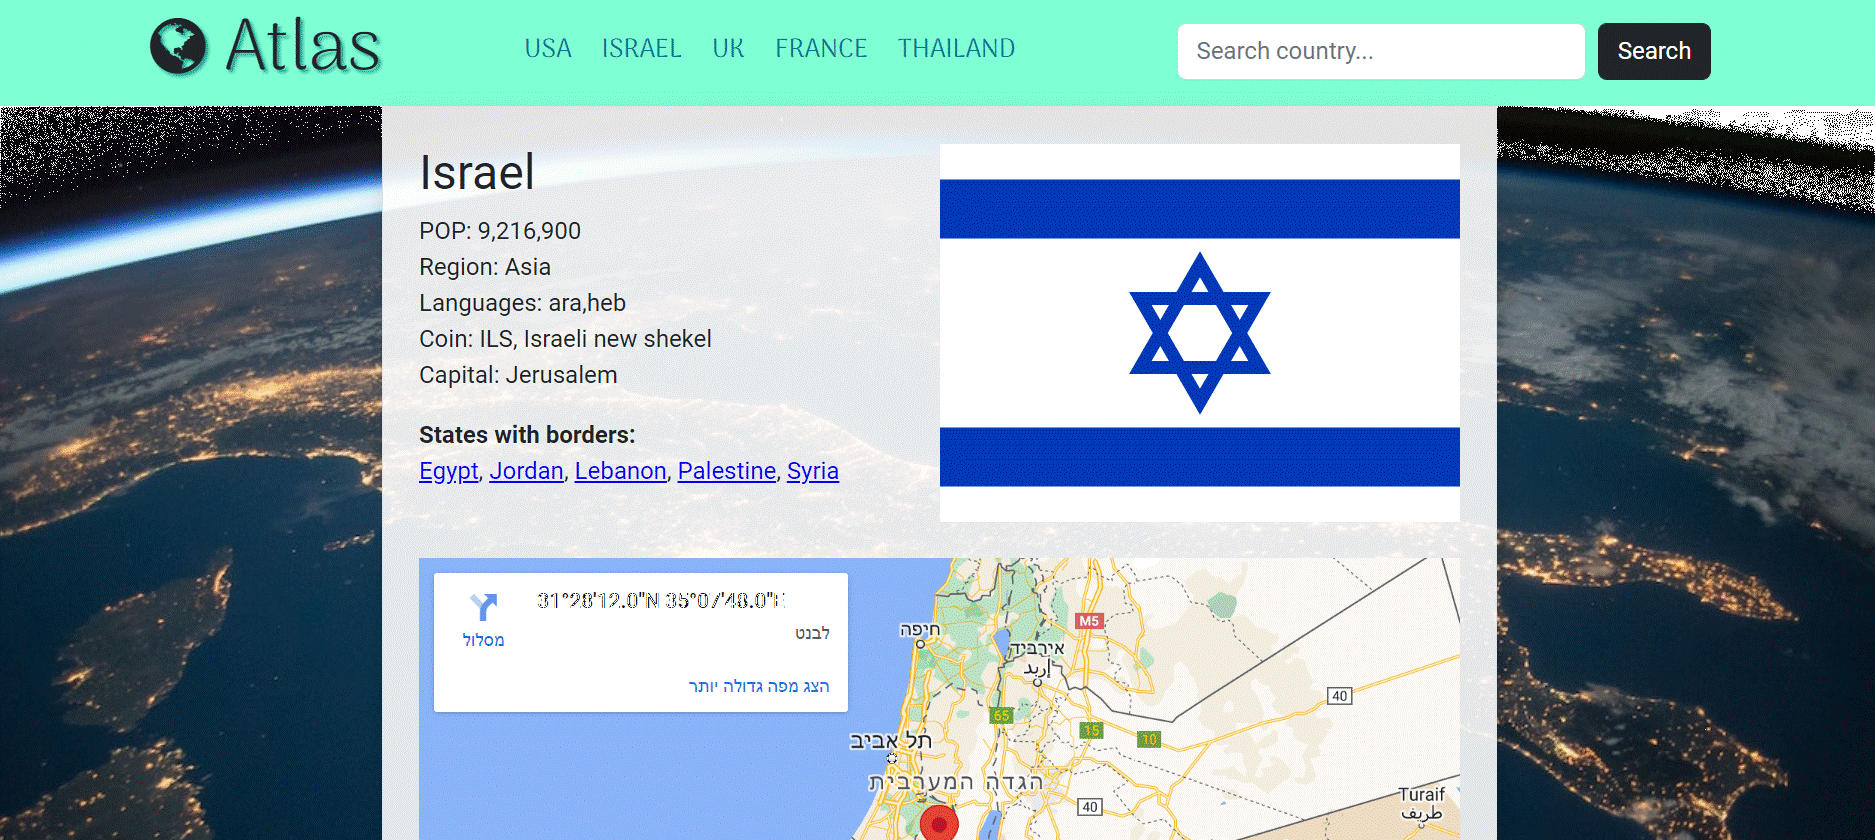 Atlas
USA ISRAEL UK FRANCE THAILAND
Search country...
Search
Israel
POP: 9,216,900
Region: Asia
Languages: ara,heb
Coin: ILS, Israeli new shekel
Capital: Jerusalem
States with borders:
Egypt, Jordan, Lebanon, Palestine, Syria
31°28'12.0"N 35°07'48.0"E
לבנט
מסלול
הצג מפה גדולה יותר
חיפה
M5
אירביד
إربد
40
65
15
10
תל אביב
הגדה המערבית
40
Turaif
طريف